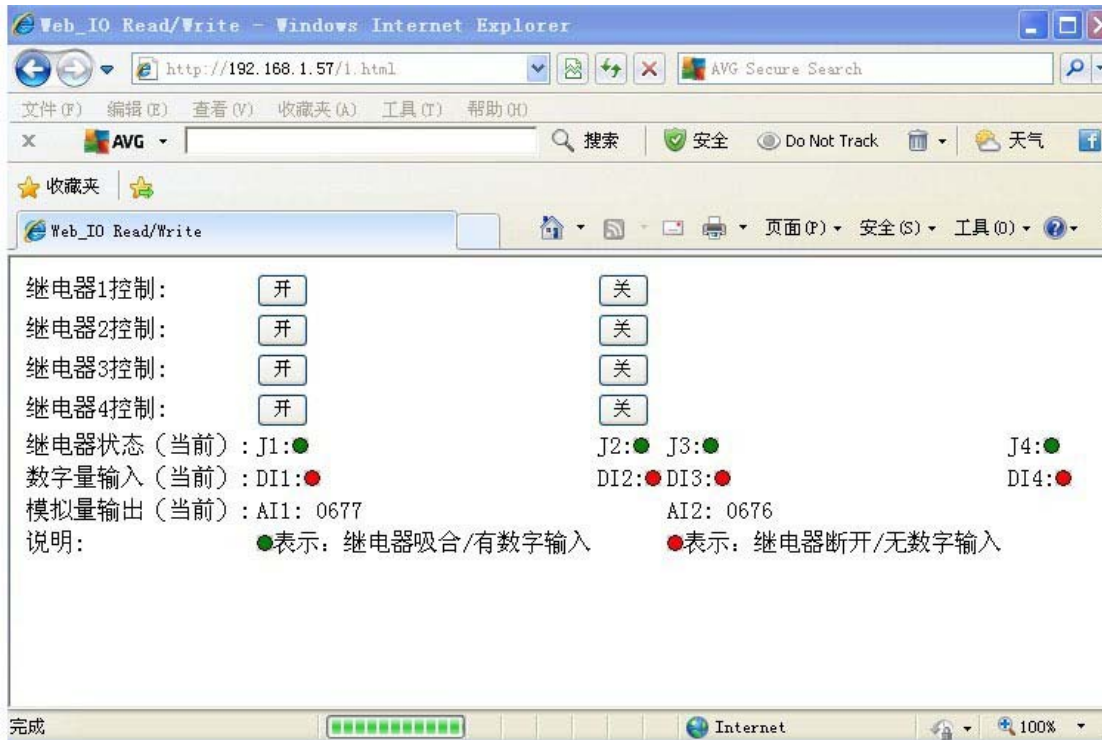 Web_IO Read/Write - Windows Internet Explorer
http://192.168.1.57/1.html AVG Secure Search
文件(F) 编辑(E) 查看(V) 收藏夹(A) 工具(T) 帮助(H)
x AVG 搜索 安全 Do Not Track 天气
收藏夹
Web_IO Read/Write 页面(P) 安全(S) 工具(O)
继电器1控制: 开 关
继电器2控制: 开 关
继电器3控制: 开 关
继电器4控制: 开 关
继电器状态（当前）: J1: J2: J3: J4:
数字量输入（当前）: DI1: DI2: DI3: DI4:
模拟量输出（当前）: AI1: 0677 AI2: 0676
说明: 表示: 继电器吸合/有数字输入 表示: 继电器断开/无数字输入
完成 Internet 100%